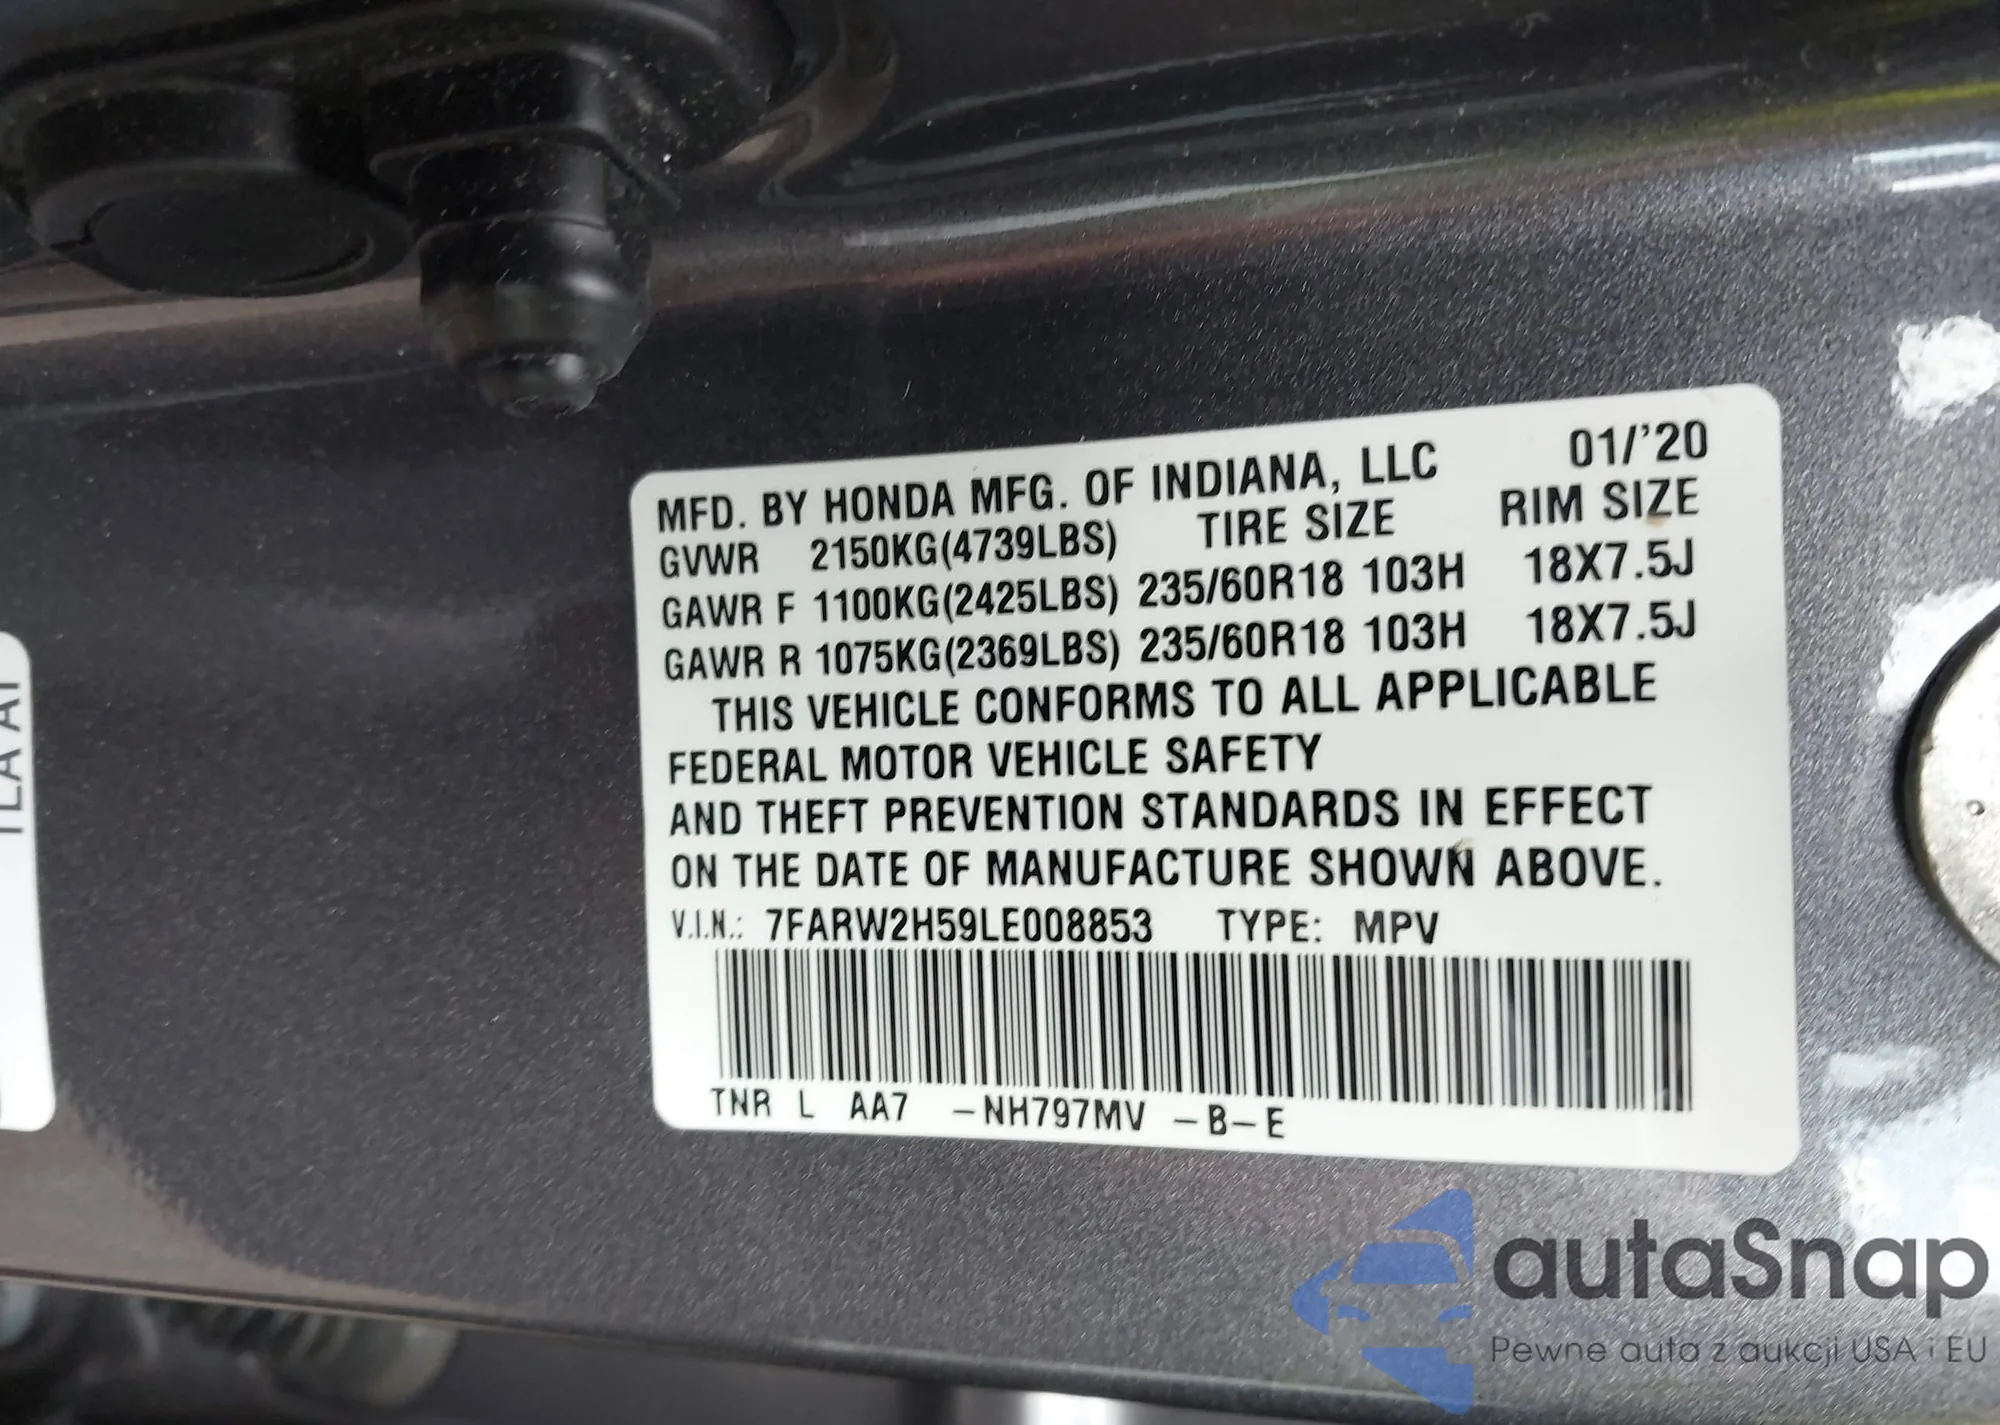 MFD. BY HONDA MFG. OF INDIANA, LLC 01/'20
GVWR 2150KG(4739LBS) TIRE SIZE RIM SIZE
GAWR F 1100KG(2425LBS) 235/60R18 103H 18X7.5J
GAWR R 1075KG(2369LBS) 235/60R18 103H 18X7.5J
THIS VEHICLE CONFORMS TO ALL APPLICABLE
FEDERAL MOTOR VEHICLE SAFETY
AND THEFT PREVENTION STANDARDS IN EFFECT
ON THE DATE OF MANUFACTURE SHOWN ABOVE.
V.I.N.: 7FARW2H59LE008853 TYPE: MPV
TNR L AA7 -NH797MV -B-E
autaSnap
Pewne auta z aukcji USA i EU